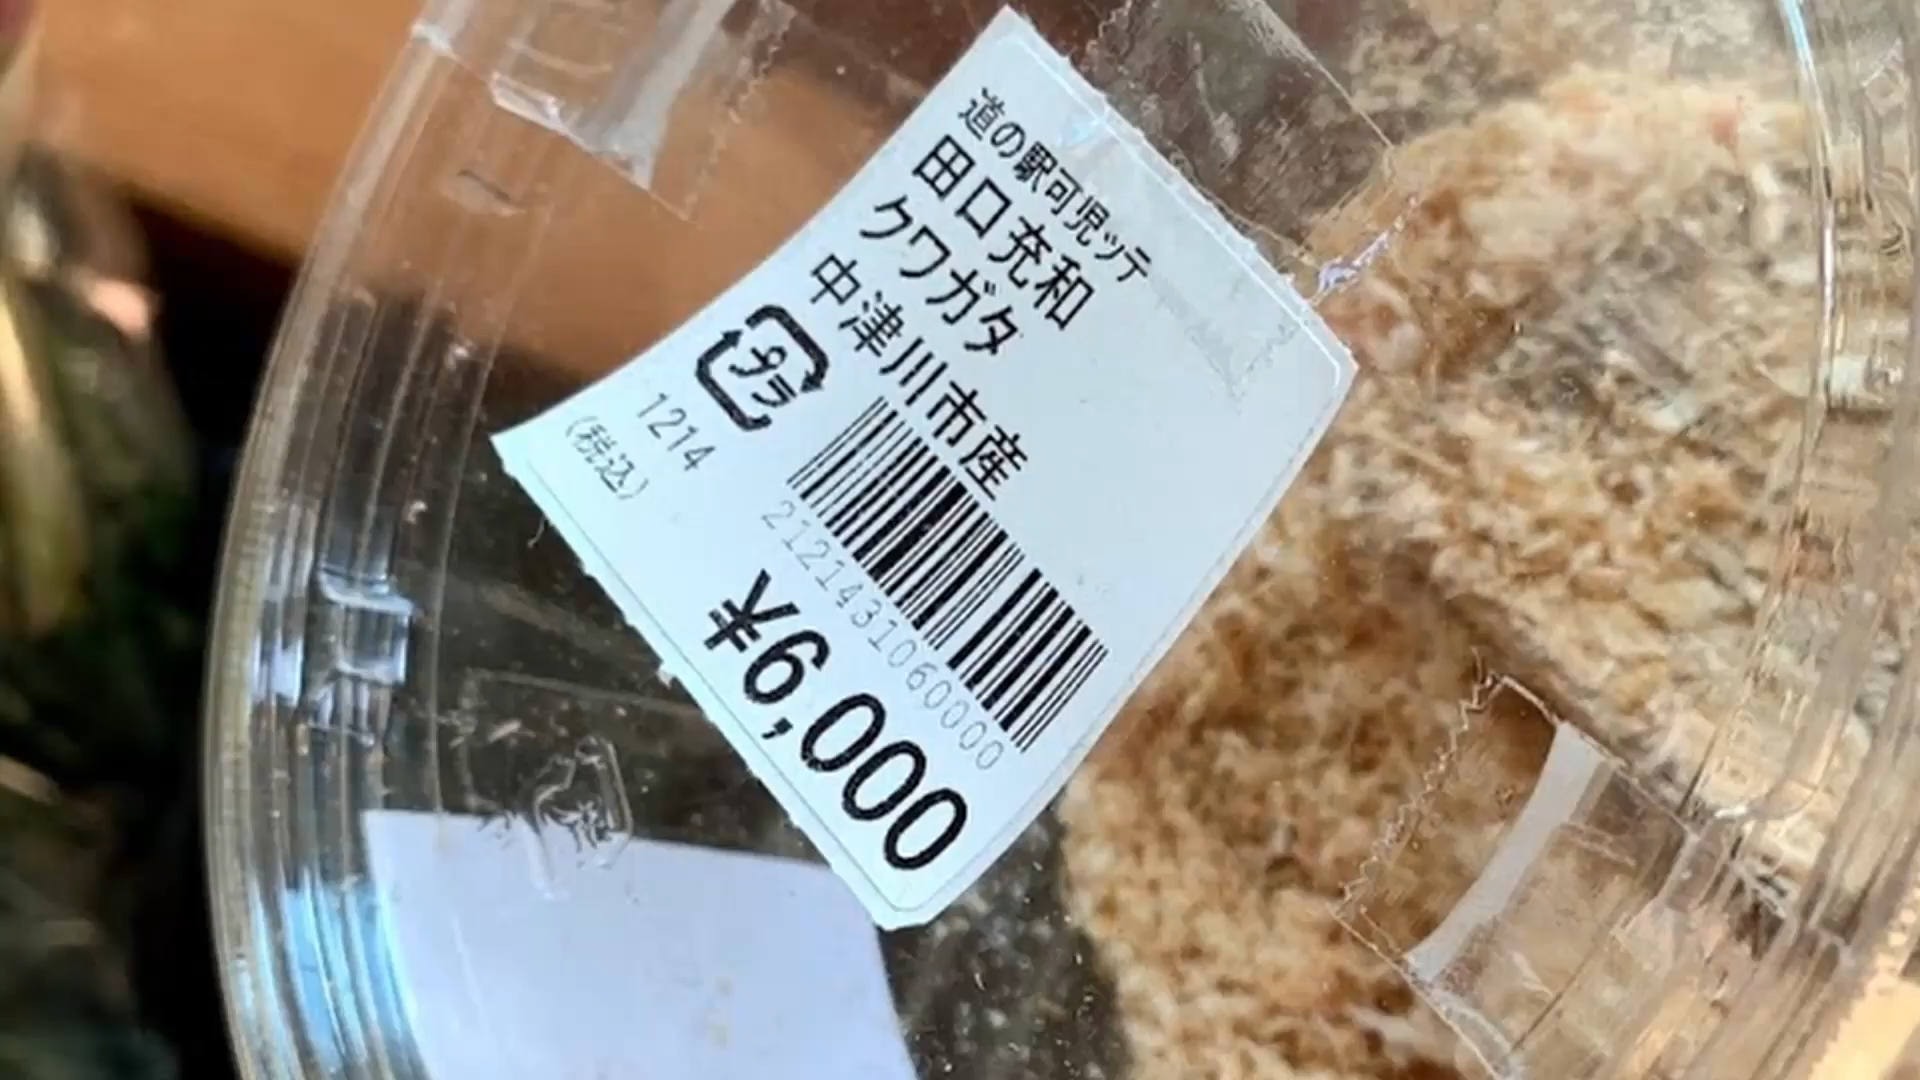 道の駅可児ッテ
田口充和
クワガタ
中津川市産
プラ
1214
(税込)
2121431060000
¥6,000